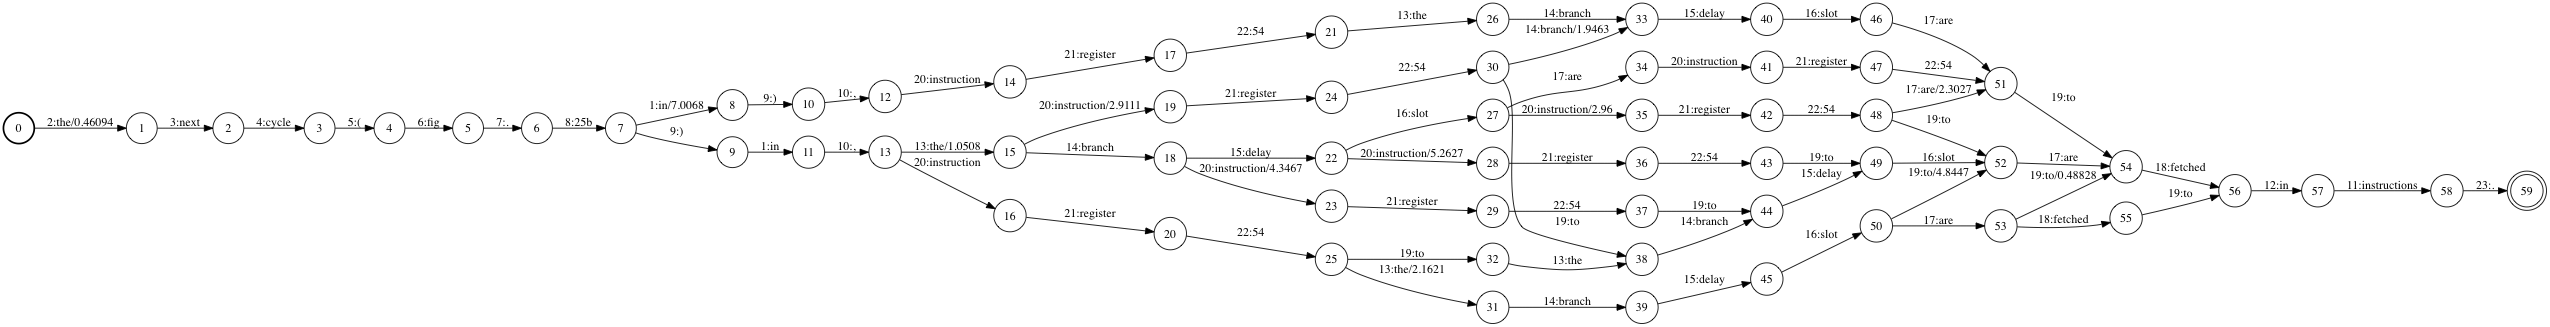 0 2:the/0.46094 1 3:next 2 4:cycle 3 5:( 4 6:fig 5 7:. 6 8:25b 7
1:in/7.0068 8 9:) 10 10:, 12 20:instruction 14 21:register 17 22:54 21 13:the 26 14:branch 33 15:delay 40 16:slot 46 17:are
9:) 9 1:in 11 10:, 13 13:the/1.0508 15
20:instruction/2.9111 19 21:register 24 22:54 30 14:branch/1.9463
14:branch 18 15:delay 22 16:slot 27 17:are 34 20:instruction 41 21:register 47 22:54 51 19:to
20:instruction/2.96 35 21:register 42 22:54 48 17:are/2.3027
19:to
20:instruction/5.2627 28 21:register 36 22:54 43 19:to 49 16:slot 52 17:are 54 18:fetched 56 12:in 57 11:instructions 58 23:. 59
20:instruction/4.3467 23 21:register 29 22:54 37 19:to 44 15:delay
19:to 14:branch
20:instruction 16 21:register 20 22:54 25 19:to 32 13:the 38
13:the/2.1621 31 14:branch 39 15:delay 45 16:slot 50 19:to/4.8447
17:are 53 19:to/0.48828
18:fetched 55 19:to